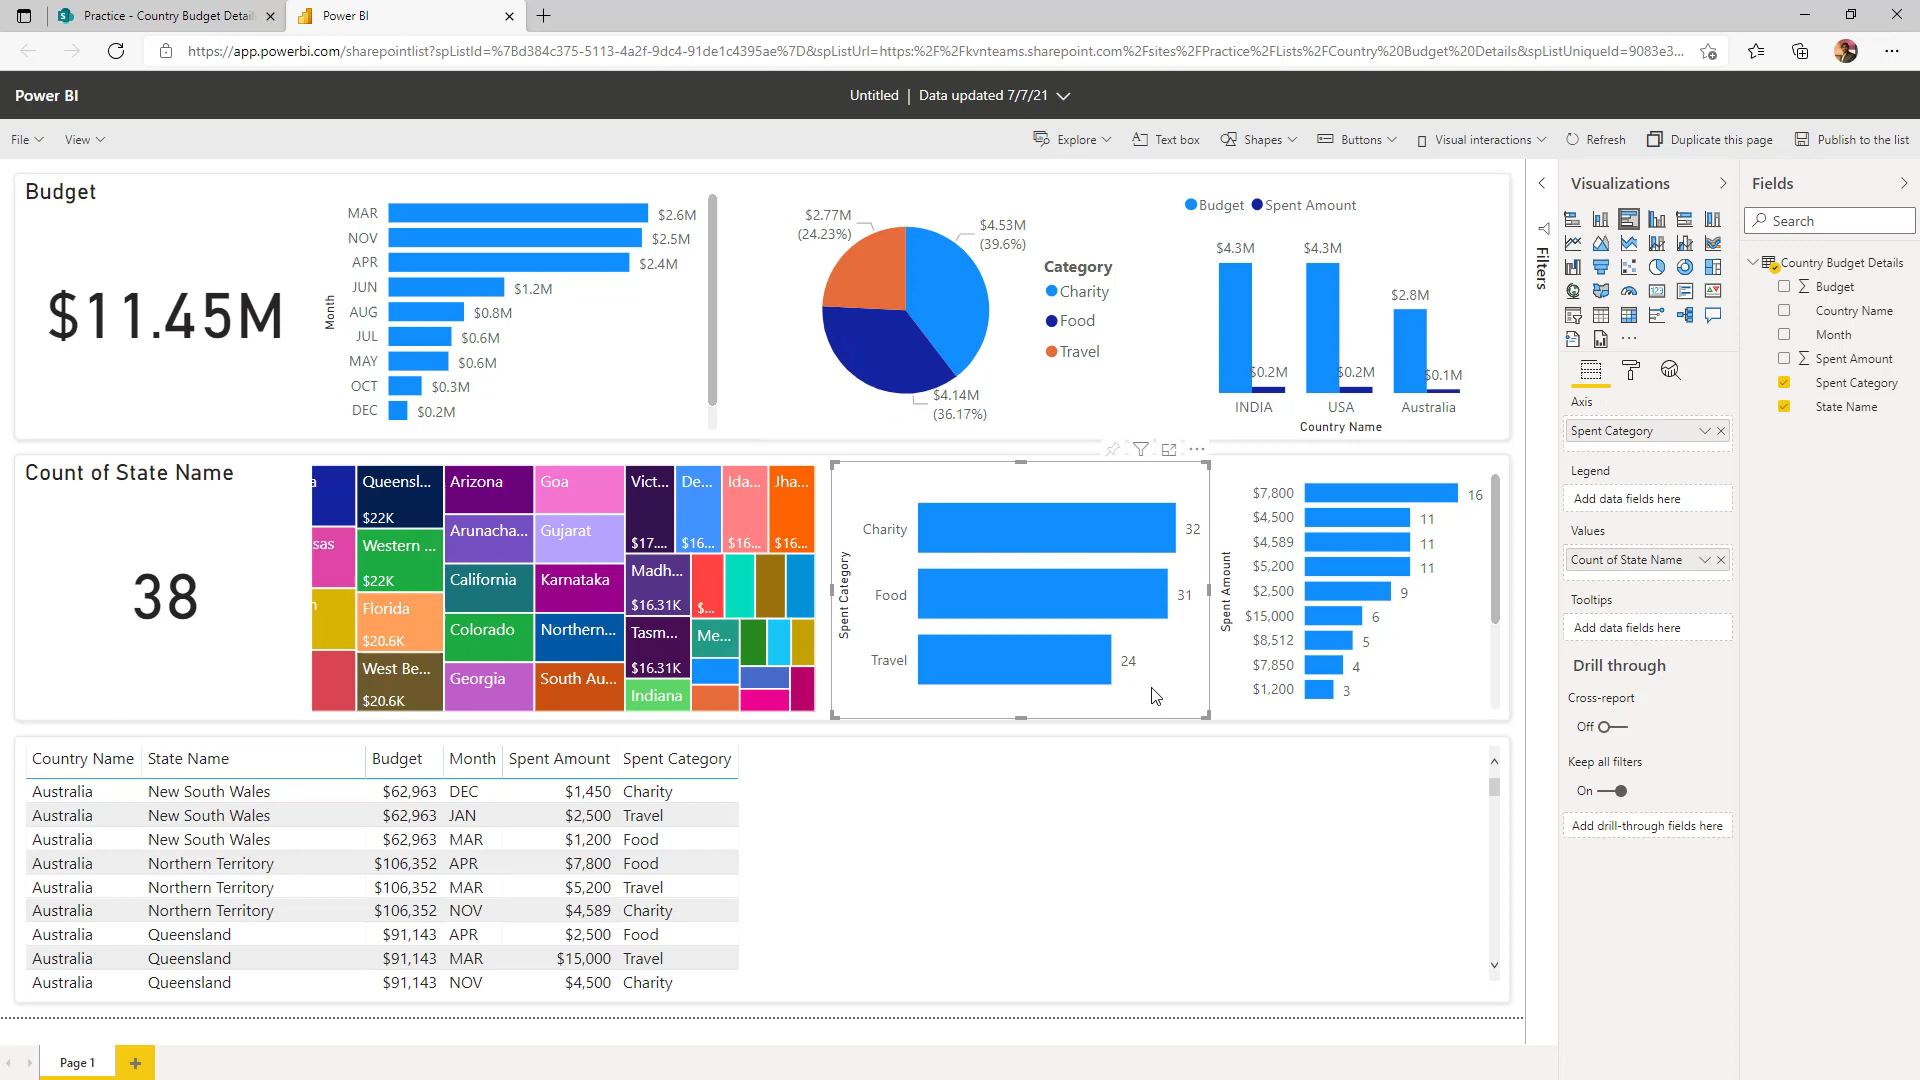 Practice - Country Budget Detail
Power BI
https://app.powerbi.com/sharepointlist?spListId=%7Bd384c375-5113-4a2f-9dc4-91de1c4395ae%7D&spListUrl=https:%2F%2Fkvnteams.sharepoint.com%2Fsites%2FPractice%2FLists%2FCountry%20Budget%20Details&spListUniqueId=9083e3...
Power BI
Untitled | Data updated 7/7/21
File
View
Explore
Text box
Shapes
Buttons
Visual interactions
Refresh
Duplicate this page
Publish to the list
Budget
$11.45M
Month
MAR $2.6M
NOV $2.5M
APR $2.4M
JUN $1.2M
AUG $0.8M
JUL $0.6M
MAY $0.6M
OCT $0.3M
DEC $0.2M
$2.77M
(24.23%)
$4.53M
(39.6%)
$4.14M
(36.17%)
Category
Charity
Food
Travel
Budget Spent Amount
$4.3M $4.3M $2.8M
$0.2M $0.2M $0.1M
INDIA USA Australia
Country Name
Count of State Name
38
a Queensl... Arizona Goa Vict... De... Ida... Jha...
$22K Arunacha... Gujarat $17.... $16... $16... $16...
sas Western ... California Karnataka Madh...
$22K $16.31K $...
Florida Colorado Northern... Tasm... Me...
$20.6K $16.31K
West Be... Georgia South Au... Indiana
$20.6K
Spent Category
Charity 32
Food 31
Travel 24
Spent Amount
$7,800 16
$4,500 11
$4,589 11
$5,200 11
$2,500 9
$15,000 6
$8,512 5
$7,850 4
$1,200 3
Country Name State Name Budget Month Spent Amount Spent Category
Australia New South Wales $62,963 DEC $1,450 Charity
Australia New South Wales $62,963 JAN $2,500 Travel
Australia New South Wales $62,963 MAR $1,200 Food
Australia Northern Territory $106,352 APR $7,800 Food
Australia Northern Territory $106,352 MAR $5,200 Travel
Australia Northern Territory $106,352 NOV $4,589 Charity
Australia Queensland $91,143 APR $2,500 Food
Australia Queensland $91,143 MAR $15,000 Travel
Australia Queensland $91,143 NOV $4,500 Charity
Page 1
Filters
Visualizations
Axis
Spent Category
Legend
Add data fields here
Values
Count of State Name
Tooltips
Add data fields here
Drill through
Cross-report
Off
Keep all filters
On
Add drill-through fields here
Fields
Search
Country Budget Details
Budget
Country Name
Month
Spent Amount
Spent Category
State Name